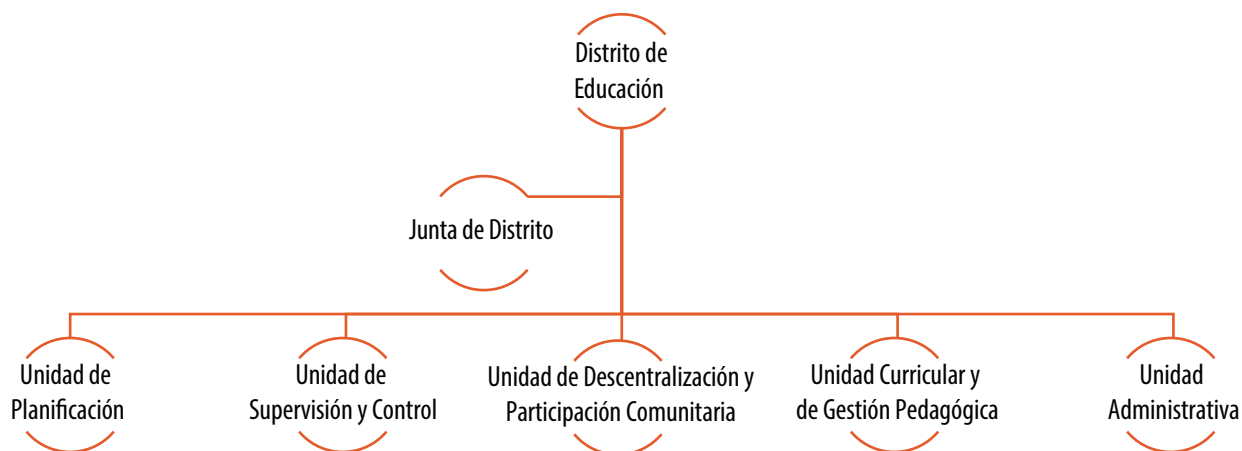 Distrito de
Educación
Junta de Distrito
Unidad de
Planificación
Unidad de
Supervisión y Control
Unidad de Descentralización y
Participación Comunitaria
Unidad Curricular y
de Gestión Pedagógica
Unidad
Administrativa